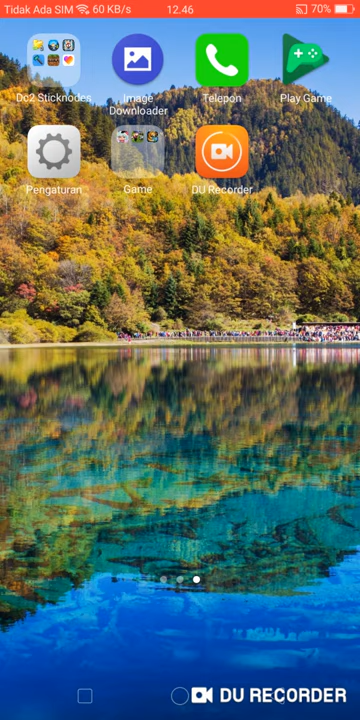 Tidak Ada SIM 60 KB/s 12.46 70%
Dc2 Sticknodes Image Downloader Telepon Play Game
Pengaturan Game DU Recorder
DU RECORDER